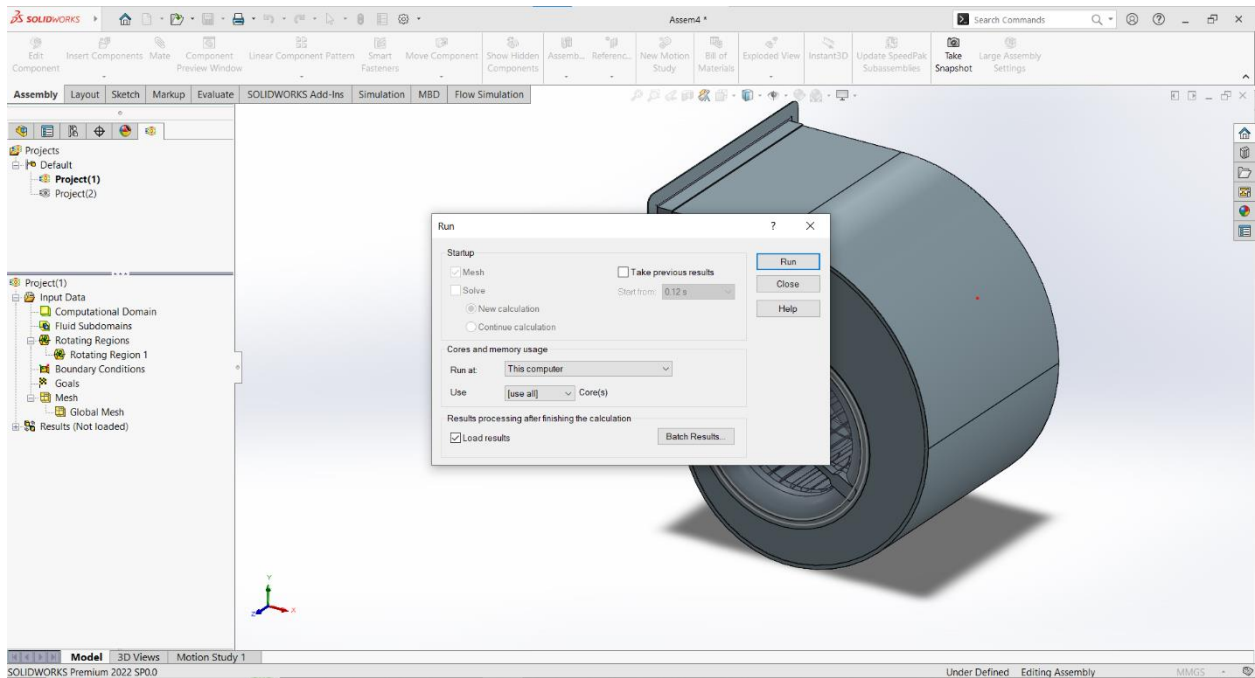 SOLIDWORKS
Assem4 *
Search Commands
Edit Component
Insert Components
Mate
Component Preview Window
Linear Component Pattern
Smart Fasteners
Move Component
Show Hidden Components
Assemb...
Referenc...
New Motion Study
Bill of Materials
Exploded View
Instant3D
Update SpeedPak Subassemblies
Take Snapshot
Large Assembly Settings
Assembly Layout Sketch Markup Evaluate SOLIDWORKS Add-Ins Simulation MBD Flow Simulation
Projects
Default
Project(1)
Project(2)
Project(1)
Input Data
Computational Domain
Fluid Subdomains
Rotating Regions
Rotating Region 1
Boundary Conditions
Goals
Mesh
Global Mesh
Results (Not loaded)
Run ?
Startup
Mesh
Take previous results
Solve
Start from: 0.12 s
New calculation
Continue calculation
Run
Close
Help
Cores and memory usage
Run at: This computer
Use [use all] Core(s)
Results processing after finishing the calculation
Load results
Batch Results...
Y
Z X
Model 3D Views Motion Study 1
SOLIDWORKS Premium 2022 SP0.0
Under Defined Editing Assembly MMGS -